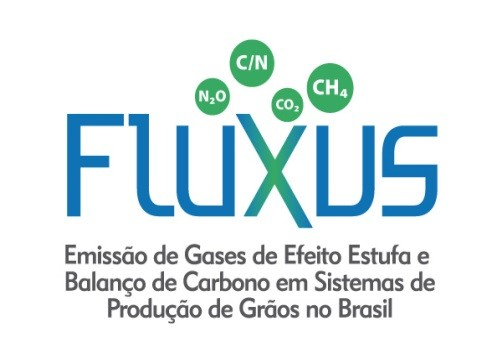 C/N
N₂O
CO₂
CH₄
FLUXUS
Emissão de Gases de Efeito Estufa e
Balanço de Carbono em Sistemas de
Produção de Grãos no Brasil